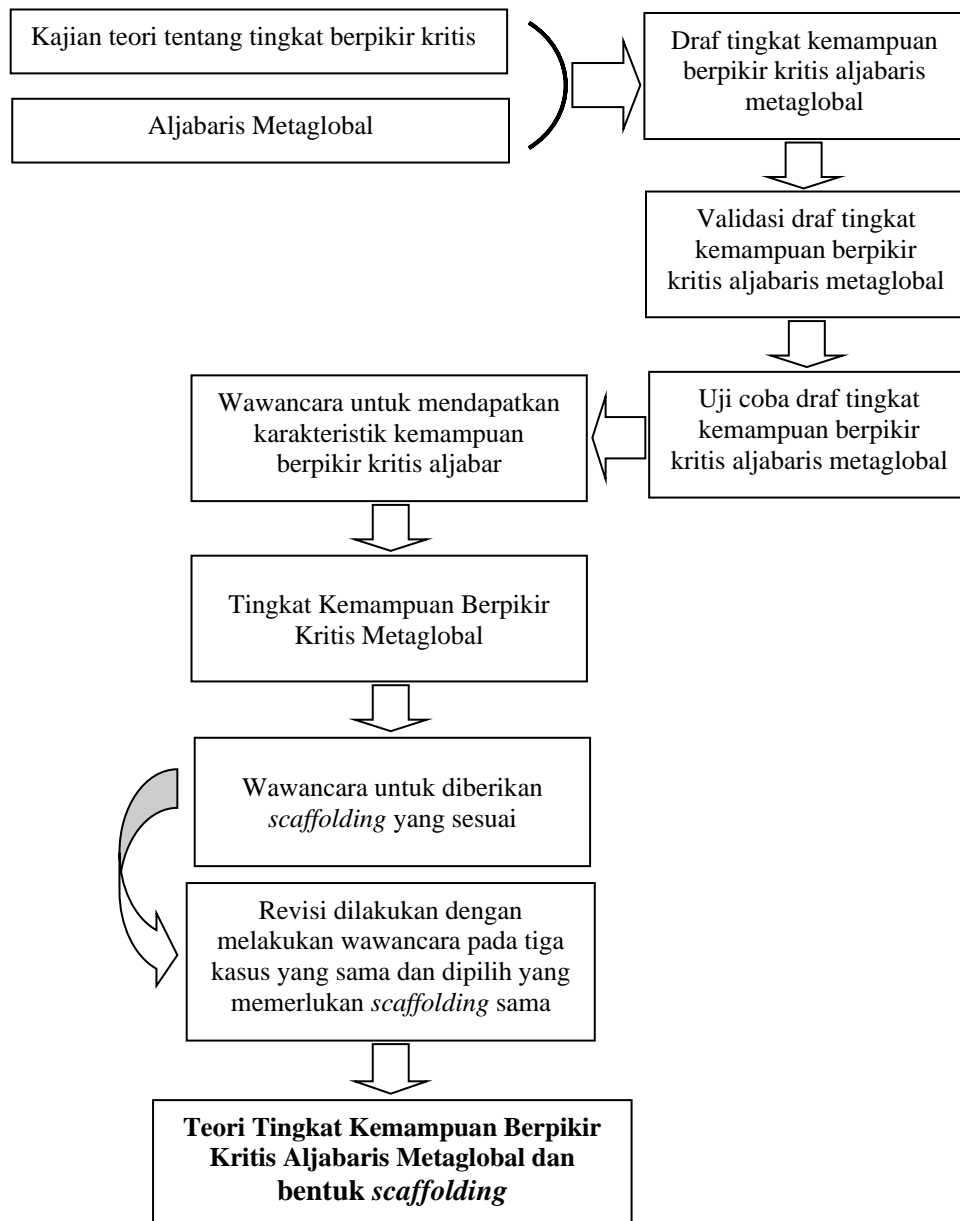 Kajian teori tentang tingkat berpikir kritis
Aljabaris Metaglobal
Draf tingkat kemampuan
berpikir kritis aljabaris
metaglobal
Validasi draf tingkat
kemampuan berpikir
kritis aljabaris metaglobal
Uji coba draf tingkat
kemampuan berpikir
kritis aljabaris metaglobal
Wawancara untuk mendapatkan
karakteristik kemampuan
berpikir kritis aljabar
Tingkat Kemampuan Berpikir
Kritis Metaglobal
Wawancara untuk diberikan
scaffolding yang sesuai
Revisi dilakukan dengan
melakukan wawancara pada tiga
kasus yang sama dan dipilih yang
memerlukan scaffolding sama
Teori Tingkat Kemampuan Berpikir
Kritis Aljabaris Metaglobal dan
bentuk scaffolding